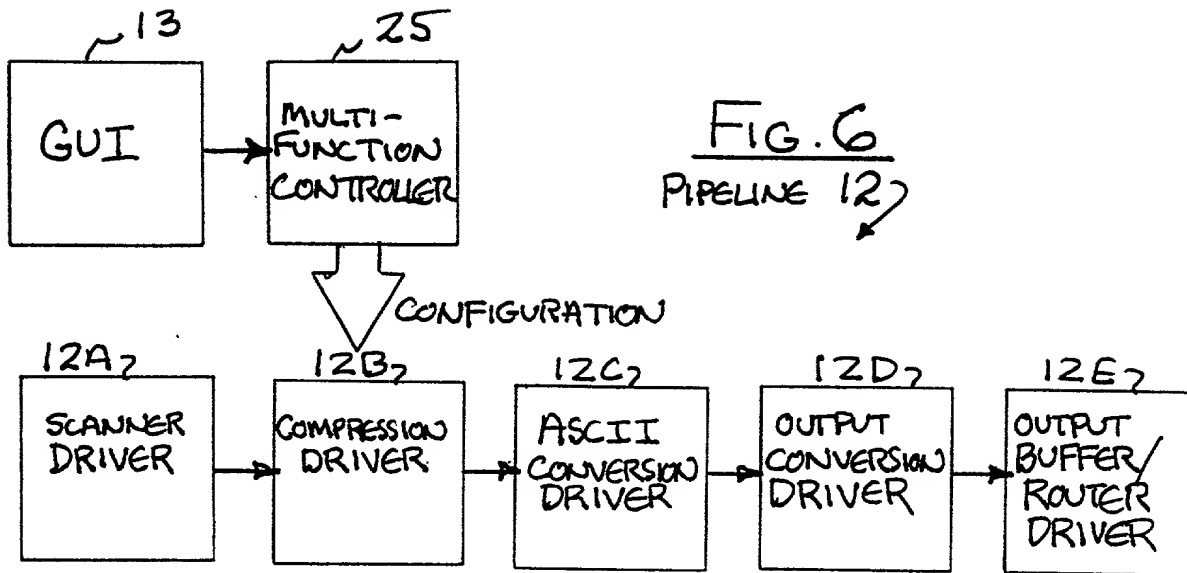 13
GUI
25
MULTI-
FUNCTION
CONTROLLER
FIG. 6
PIPELINE 12
CONFIGURATION
12A
SCANNER
DRIVER
12B
COMPRESSION
DRIVER
12C
ASCII
CONVERSION
DRIVER
12D
OUTPUT
CONVERSION
DRIVER
12E
OUTPUT
BUFFER/
ROUTER
DRIVER